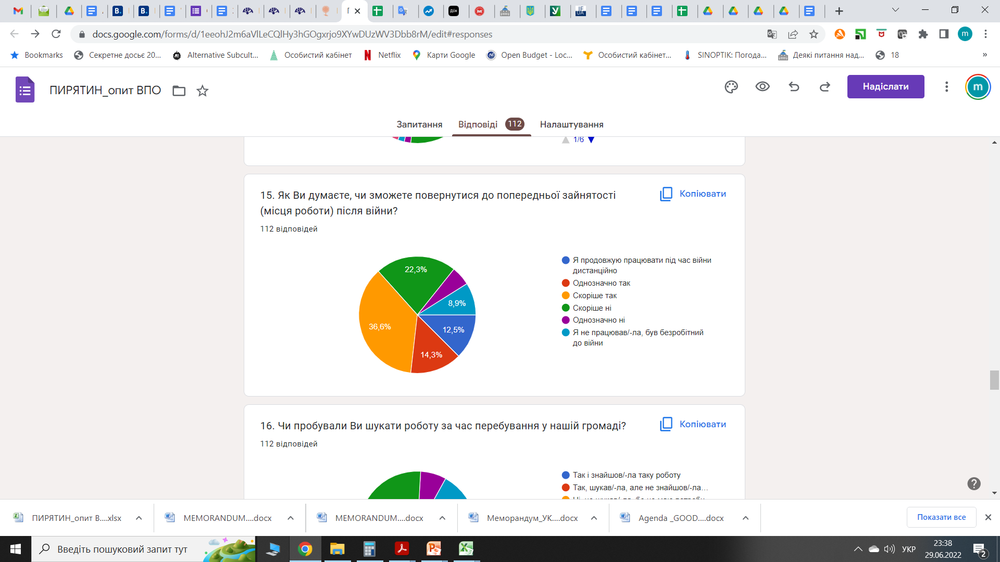 docs.google.com/forms/d/1eeohJ2m6aVlLeCQlHy3hGOgxrjo9XYwDUzWV3Dbb8rM/edit#responses
Bookmarks Секретне досьє 20... Alternative Subcult... Особистий кабінет Netflix Карти Google Open Budget - Loc... Особистий кабінет... SINOPTIK: Погода... Деякі питання над... 18 »
ПИРЯТИН_опит ВПО
Надіслати
m
Запитання Відповіді 112 Налаштування
1/6
15. Як Ви думаєте, чи зможете повернутися до попередньої зайнятості
(місця роботи) після війни?
Копіювати
112 відповідей
22,3%
8,9%
36,6%
12,5%
14,3%
Я продовжую працювати під час війни
дистанційно
Однозначно так
Скоріше так
Скоріше ні
Однозначно ні
Я не працював/-ла, був безробітний
до війни
16. Чи пробували Ви шукати роботу за час перебування у нашій громаді?
Копіювати
112 відповідей
Так і знайшов/-ла таку роботу
Так, шукав/-ла, але не знайшов/-ла...
ПИРЯТИН_опит В....xlsx MEMORANDUM....docx MEMORANDUM....docx Меморандум_УК....docx Agenda _GOOD....docx Показати все
Введіть пошуковий запит тут
УКР
23:38
29.06.2022
2